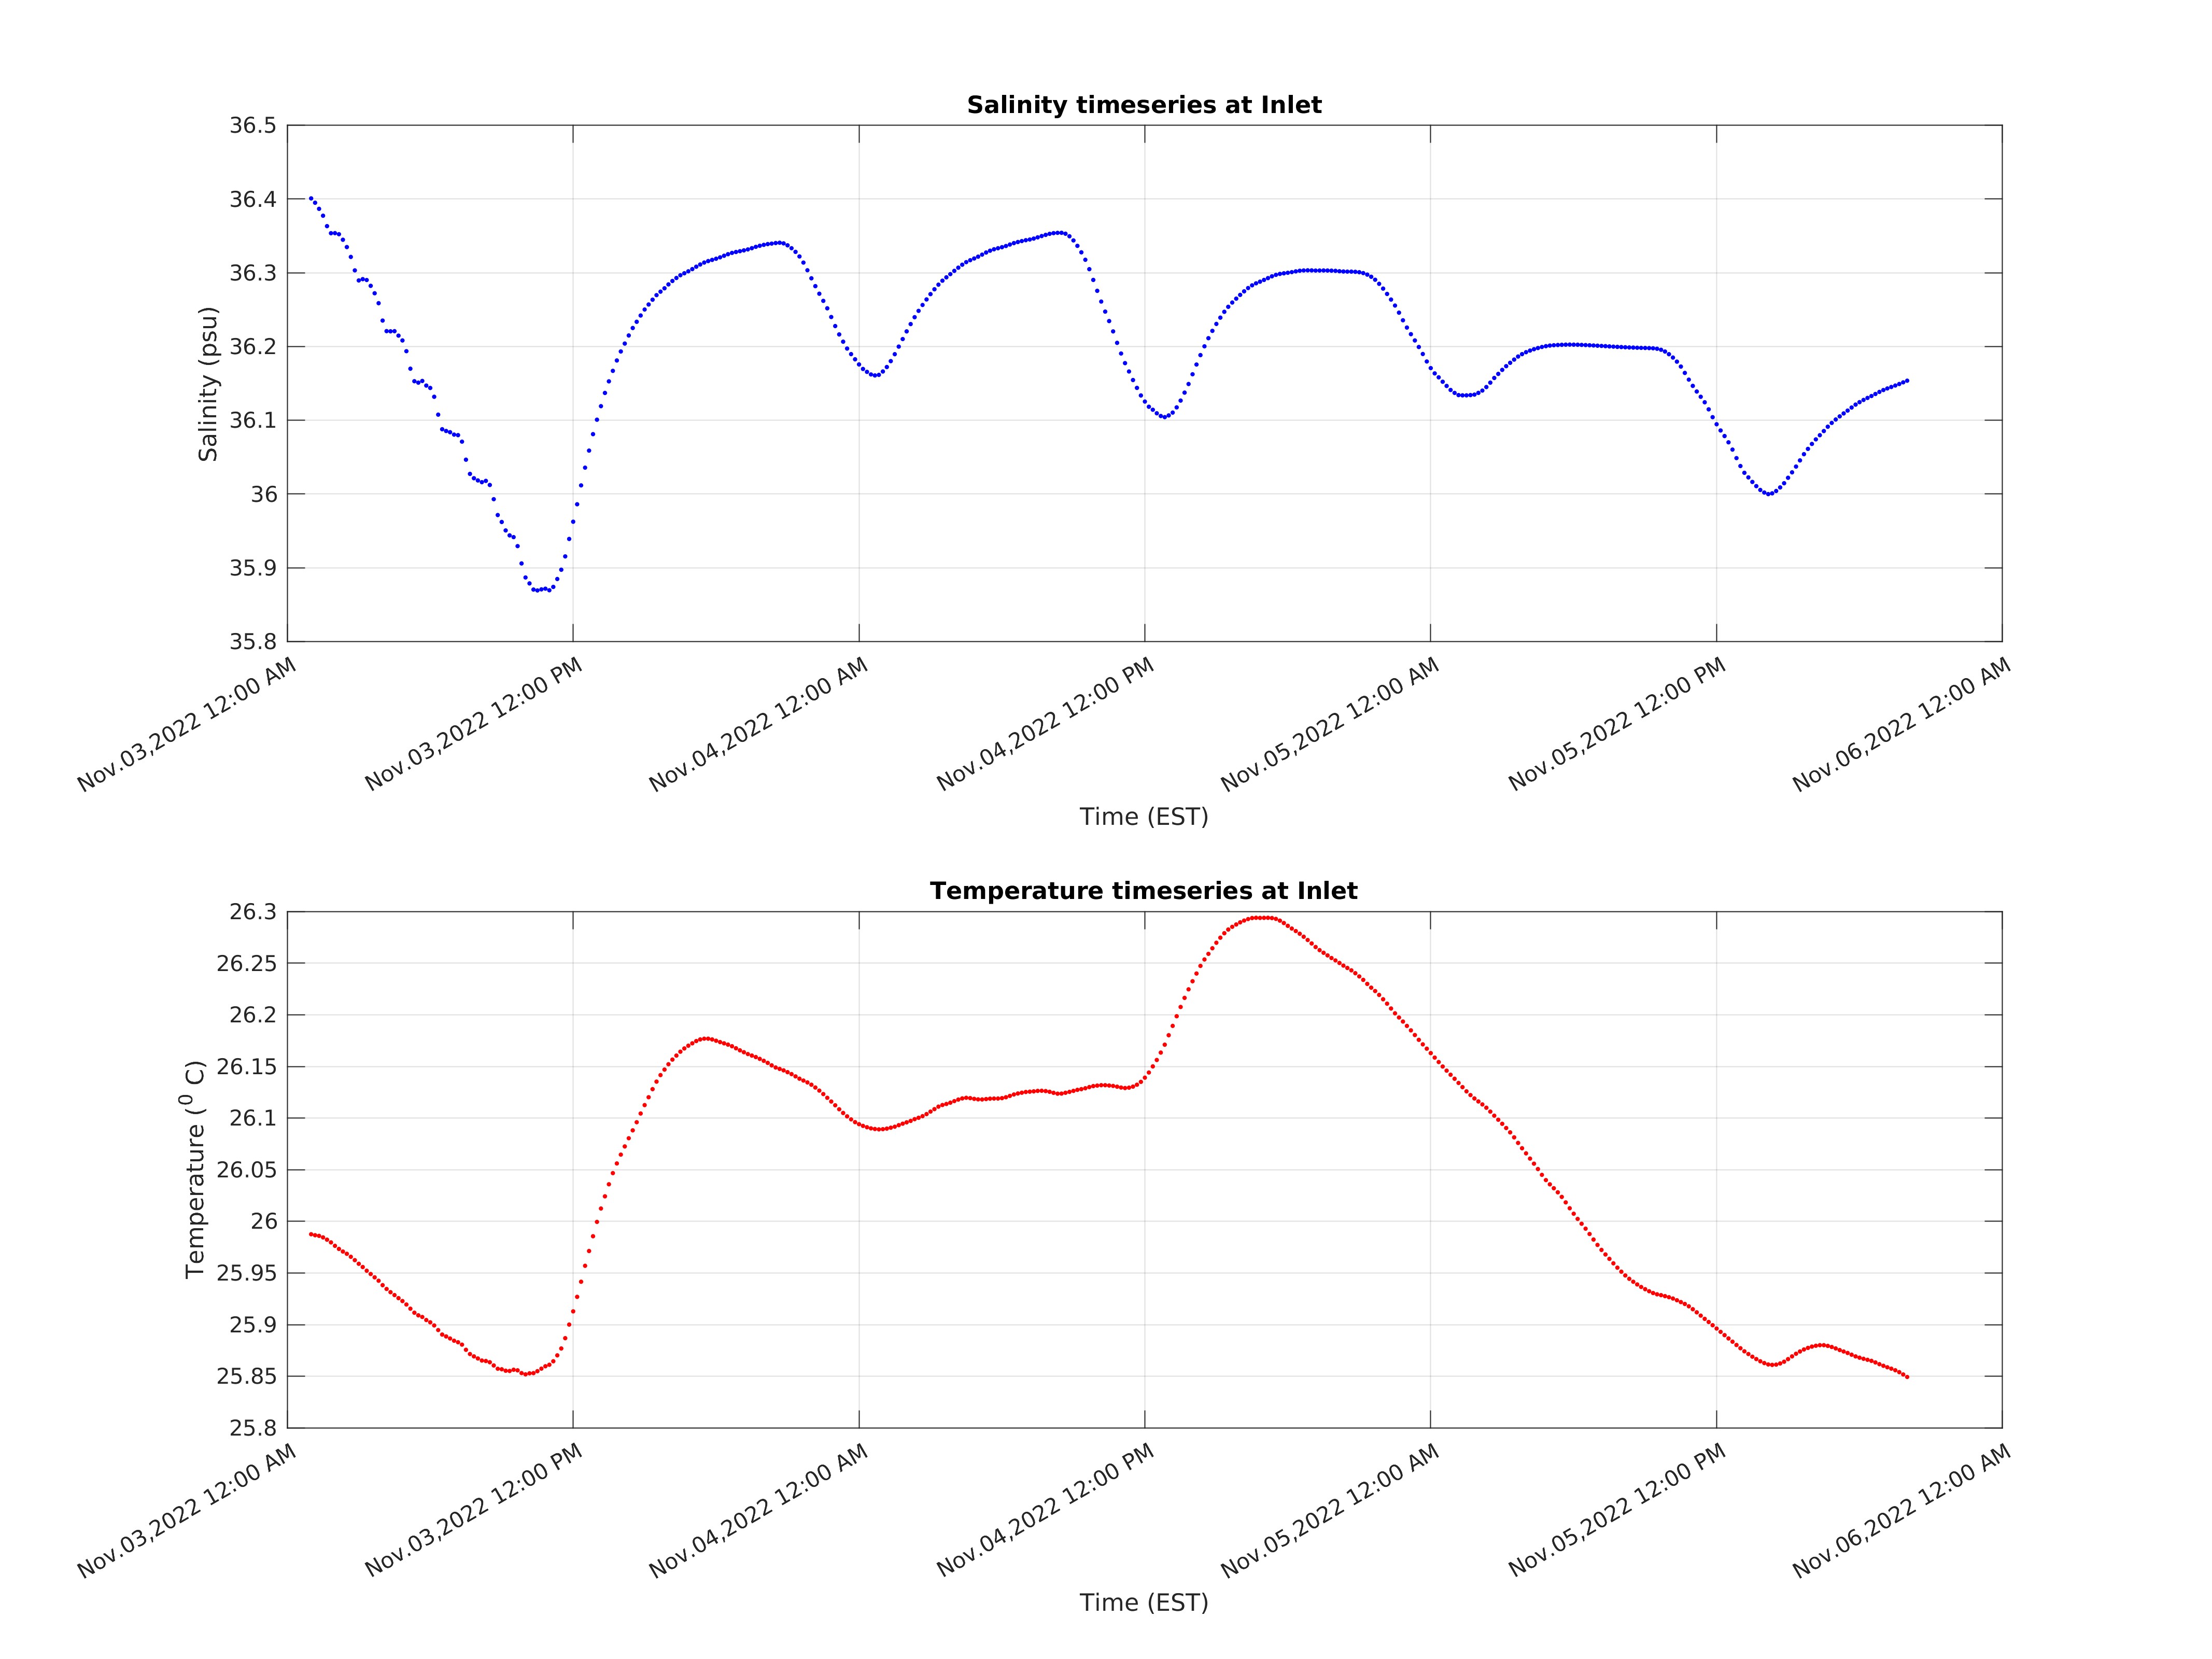 Salinity timeseries at Inlet
36.5
36.4
36.3
36.2
36.1
36
35.9
35.8
Salinity (psu)
Nov.03,2022 12:00 AM
Nov.03,2022 12:00 PM
Nov.04,2022 12:00 AM
Nov.04,2022 12:00 PM
Nov.05,2022 12:00 AM
Nov.05,2022 12:00 PM
Nov.06,2022 12:00 AM
Time (EST)
Temperature timeseries at Inlet
26.3
26.25
26.2
26.15
26.1
26.05
26
25.95
25.9
25.85
25.8
Temperature (⁰ C)
Nov.03,2022 12:00 AM
Nov.03,2022 12:00 PM
Nov.04,2022 12:00 AM
Nov.04,2022 12:00 PM
Nov.05,2022 12:00 AM
Nov.05,2022 12:00 PM
Nov.06,2022 12:00 AM
Time (EST)